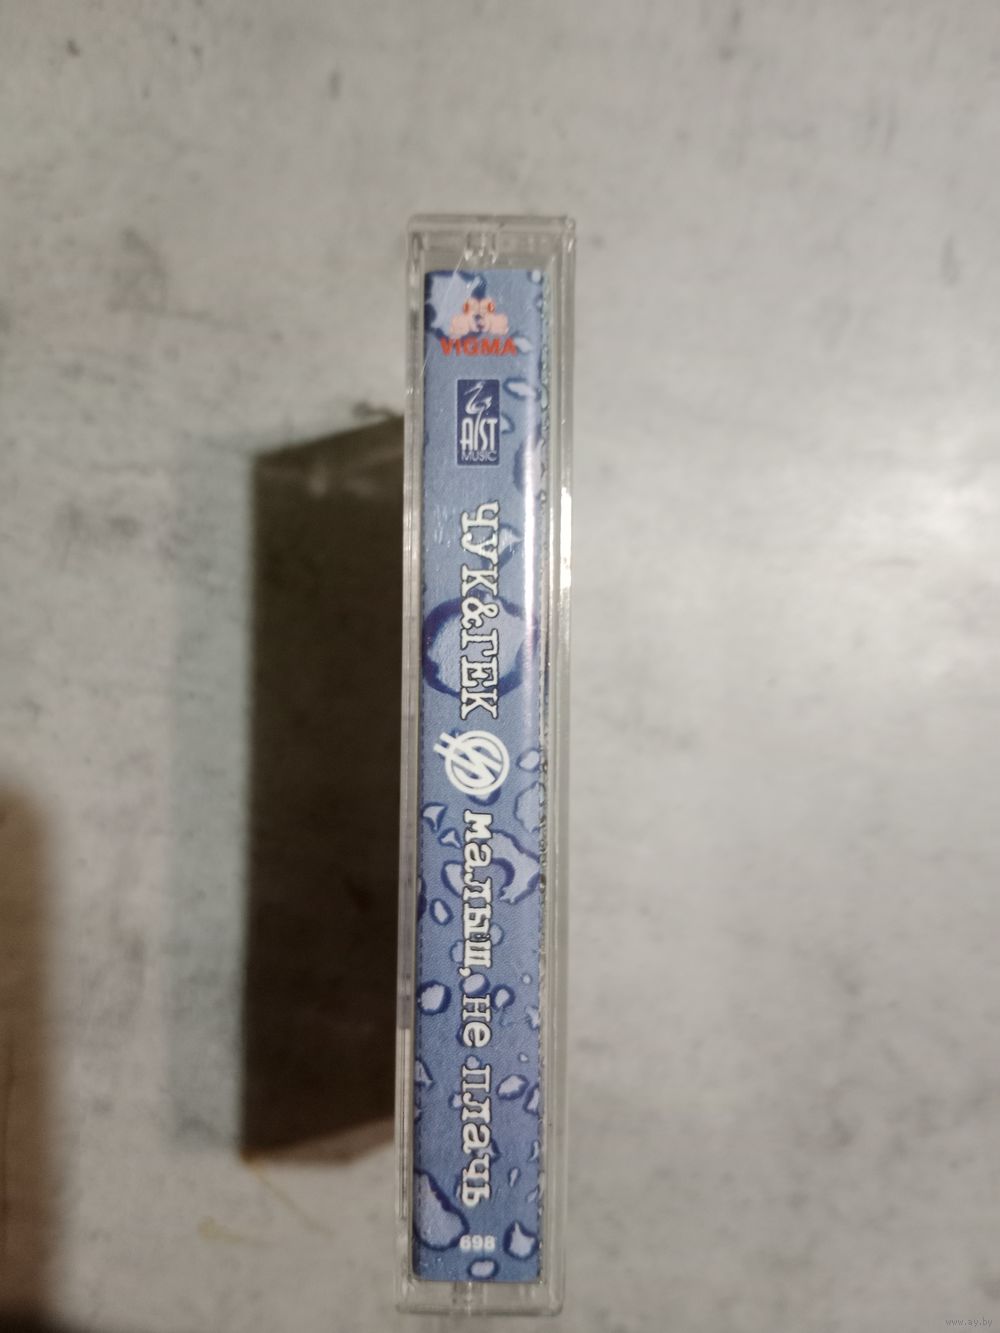 VIGMA
AIST
MUSIC
ЧУК&ГЕК
малыш, не плачь
698
www.ay.by